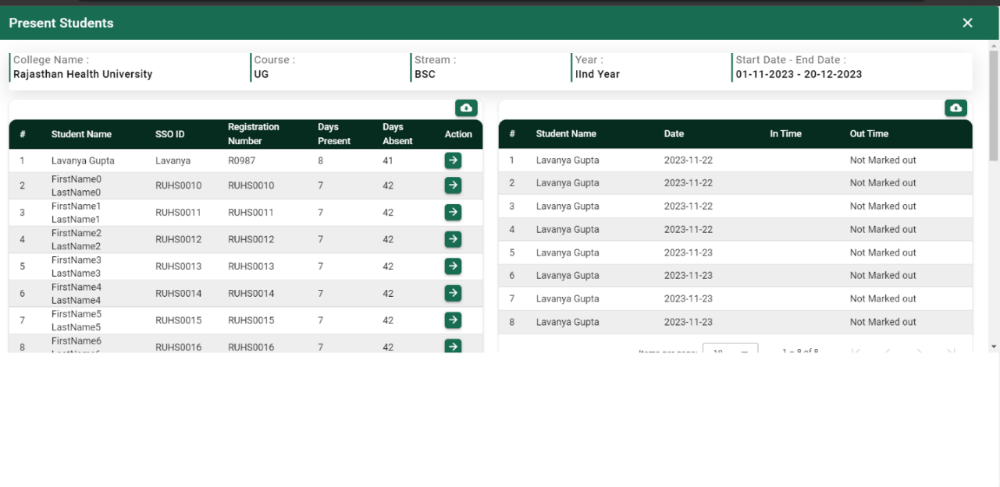 Present Students
College Name : Course : Stream : Year : Start Date - End Date :
Rajasthan Health University UG BSC IInd Year 01-11-2023 - 20-12-2023
# Student Name SSO ID Registration Number Days Present Days Absent Action
1 Lavanya Gupta Lavanya R0987 8 41
2 FirstName0 LastName0 RUHS0010 RUHS0010 7 42
3 FirstName1 LastName1 RUHS0011 RUHS0011 7 42
4 FirstName2 LastName2 RUHS0012 RUHS0012 7 42
5 FirstName3 LastName3 RUHS0013 RUHS0013 7 42
6 FirstName4 LastName4 RUHS0014 RUHS0014 7 42
7 FirstName5 LastName5 RUHS0015 RUHS0015 7 42
8 FirstName6 RUHS0016 RUHS0016 7 42
# Student Name Date In Time Out Time
1 Lavanya Gupta 2023-11-22 Not Marked out
2 Lavanya Gupta 2023-11-22 Not Marked out
3 Lavanya Gupta 2023-11-22 Not Marked out
4 Lavanya Gupta 2023-11-22 Not Marked out
5 Lavanya Gupta 2023-11-23 Not Marked out
6 Lavanya Gupta 2023-11-23 Not Marked out
7 Lavanya Gupta 2023-11-23 Not Marked out
8 Lavanya Gupta 2023-11-23 Not Marked out
Items per page: 10 1 – 8 of 8